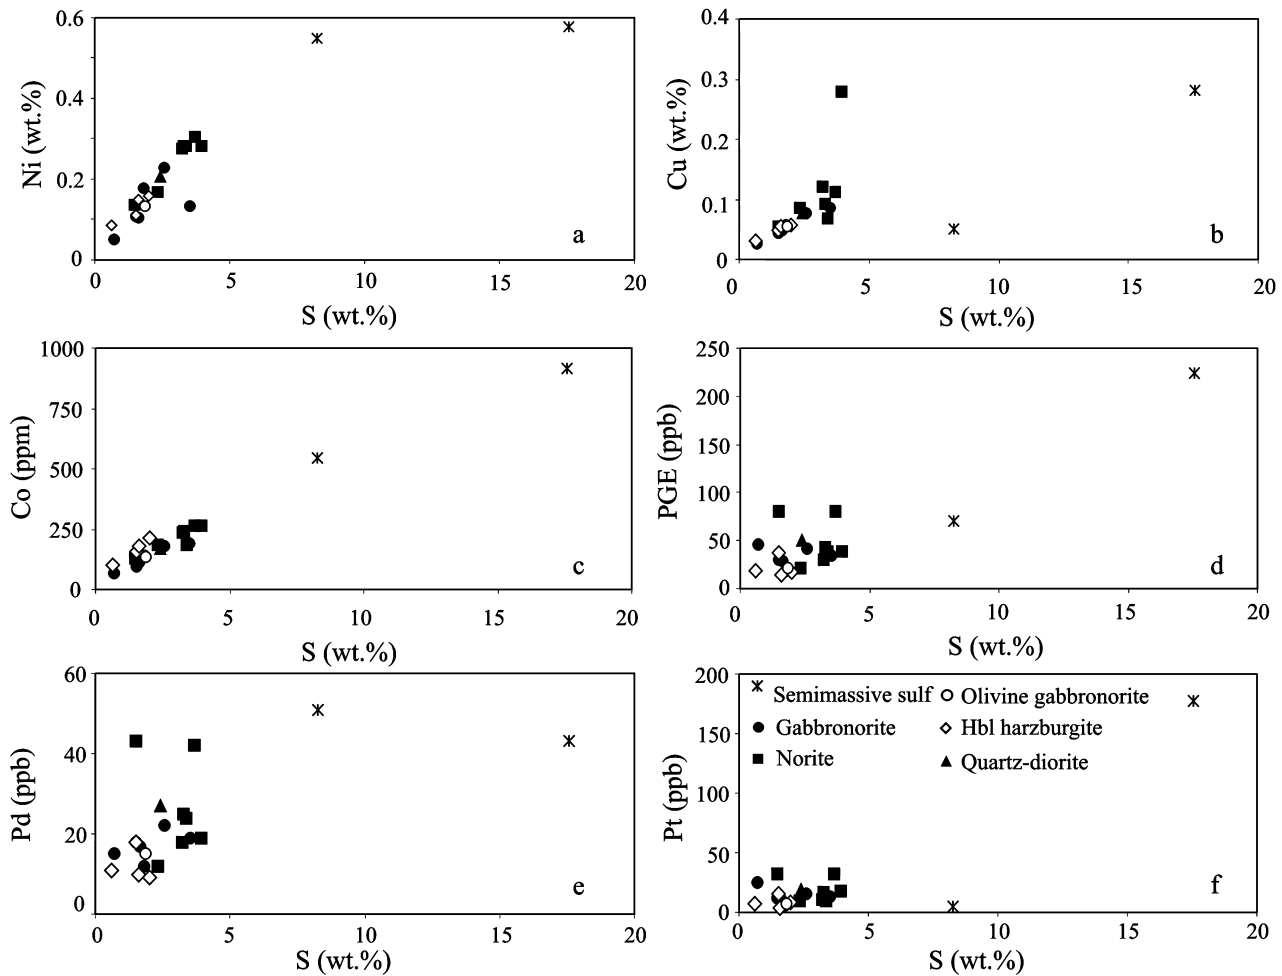 0.6
0.4
0.2
0
Ni (wt.%)
a
0 5 10 15 20
S (wt.%)
0.4
0.3
0.2
0.1
0
Cu (wt.%)
b
0 5 10 15 20
S (wt.%)
1000
750
500
250
0
Co (ppm)
c
0 5 10 15 20
S (wt.%)
250
200
150
100
50
0
PGE (ppb)
d
0 5 10 15 20
S (wt.%)
60
40
20
0
Pd (ppb)
e
0 5 10 15 20
S (wt.%)
200
150
100
50
0
Pt (ppb)
Semimassive sulf
Olivine gabbronorite
Gabbronorite
Hbl harzburgite
Norite
Quartz-diorite
f
0 5 10 15 20
S (wt.%)